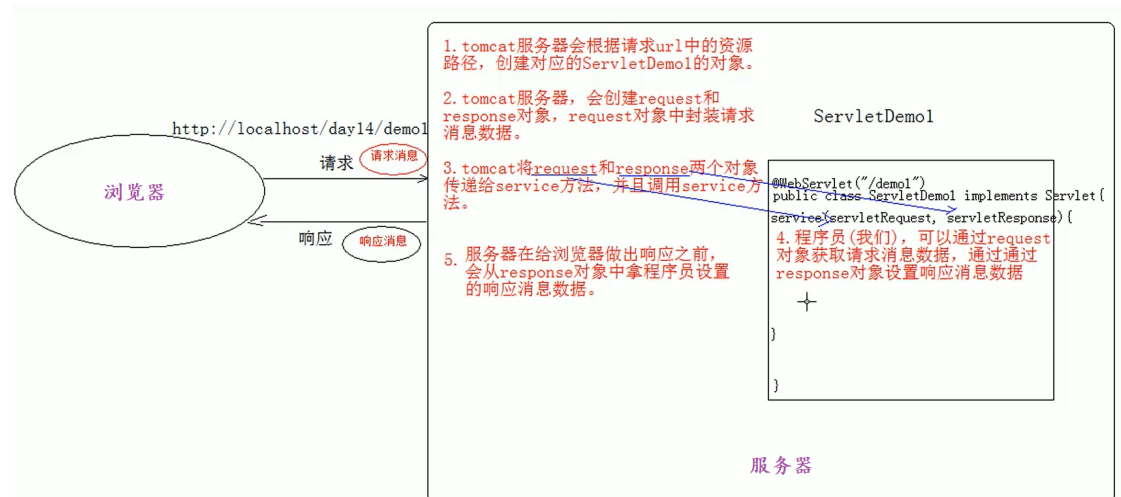 1.tomcat服务器会根据请求url中的资源
路径，创建对应的ServletDemo1的对象。
2.tomcat服务器，会创建request和
response对象，request对象中封装请求
消息数据。
3.tomcat将request和response两个对象
传递给service方法，并且调用service方
法。
5.服务器在给浏览器做出响应之前，
会从response对象中拿程序员设置
的响应消息数据。
http://localhost/day14/demo1
请求
请求消息
浏览器
响应
响应消息
ServletDemo1
@WebServlet("/demo1")
public class ServletDemo1 implements Servlet{
service(servletRequest, servletResponse){
4.程序员(我们)，可以通过request
对象获取请求消息数据，通过通过
response对象设置响应消息数据
}
}
服务器